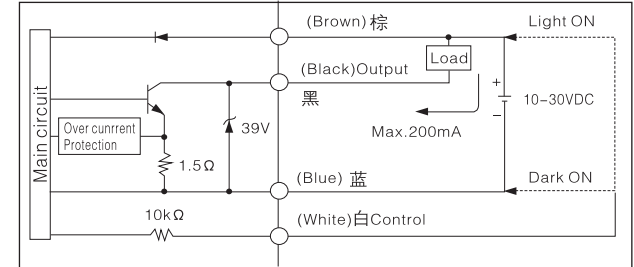 (Brown) 棕
Light ON
Load
(Black)Output
黑
Main circuit
+
10-30VDC
−
Over cunrrent
Protection
39V
Max.200mA
1.5Ω
(Blue) 蓝
Dark ON
10kΩ
(White)白Control